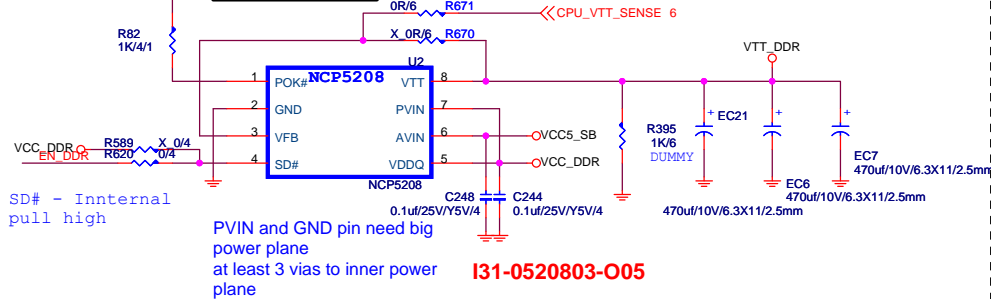 0R/6 R671
CPU_VTT_SENSE 6
R82
1K/4/1
X_0R/6 R670
U2
VTT_DDR
1 POK# NCP5208 VTT 8
2 GND PVIN 7
3 VFB AVIN 6
4 SD# VDDQ 5
NCP5208
VCC5_SB
VCC_DDR
VCC_DDR R589 X_0/4
EN_DDR R620 0/4
R395
1K/6
DUMMY
+ EC21
+
+
EC7
470uf/10V/6.3X11/2.5mm
EC6
470uf/10V/6.3X11/2.5mm
470uf/10V/6.3X11/2.5mm
C248 C244
0.1uf/25V/Y5V/4 0.1uf/25V/Y5V/4
SD# - Innternal
pull high
PVIN and GND pin need big
power plane
at least 3 vias to inner power
plane
I31-0520803-O05